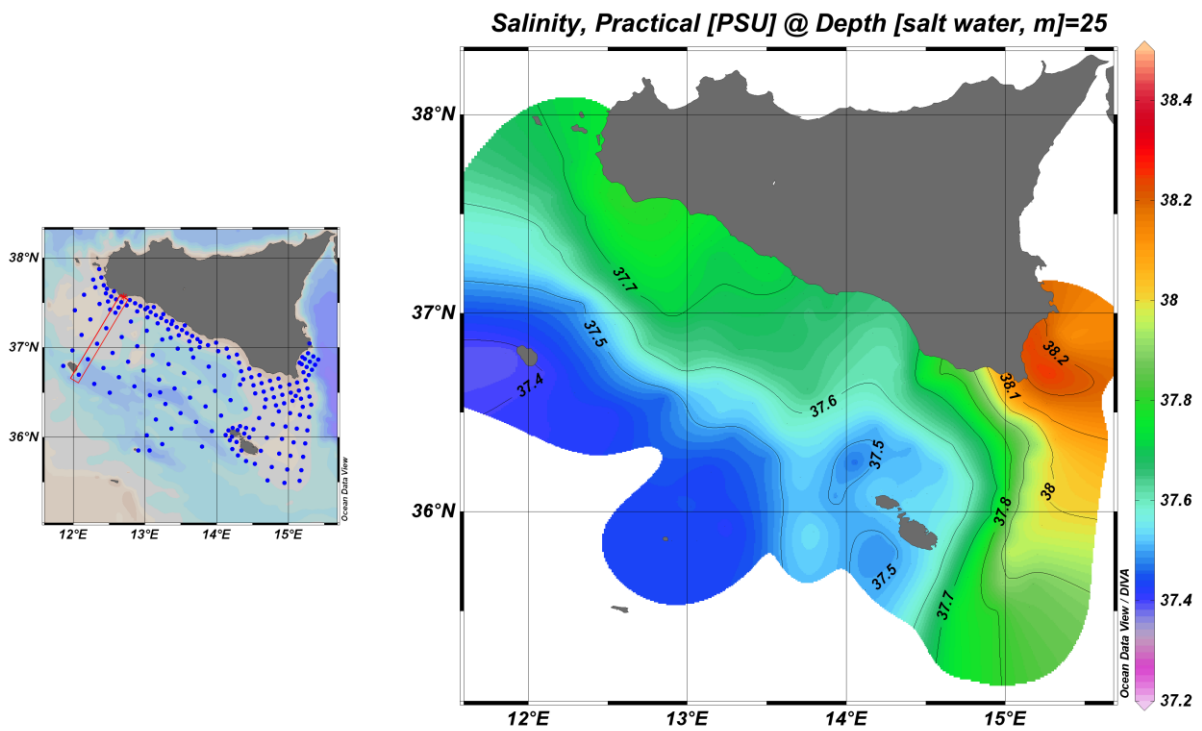 Salinity, Practical [PSU] @ Depth [salt water, m]=25
38°N
37°N
36°N
12°E 13°E 14°E 15°E
Ocean Data View
38°N
37°N
36°N
12°E 13°E 14°E 15°E
37.7
37.5
37.4
37.6
37.5
37.5
37.7
37.8
38
38.1
38.2
Ocean Data View / DIVA
38.4
38.2
38
37.8
37.6
37.4
37.2